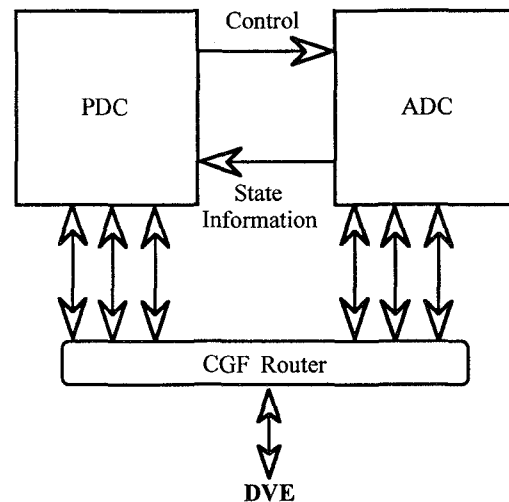 Control
PDC
ADC
State
Information
CGF Router
DVE